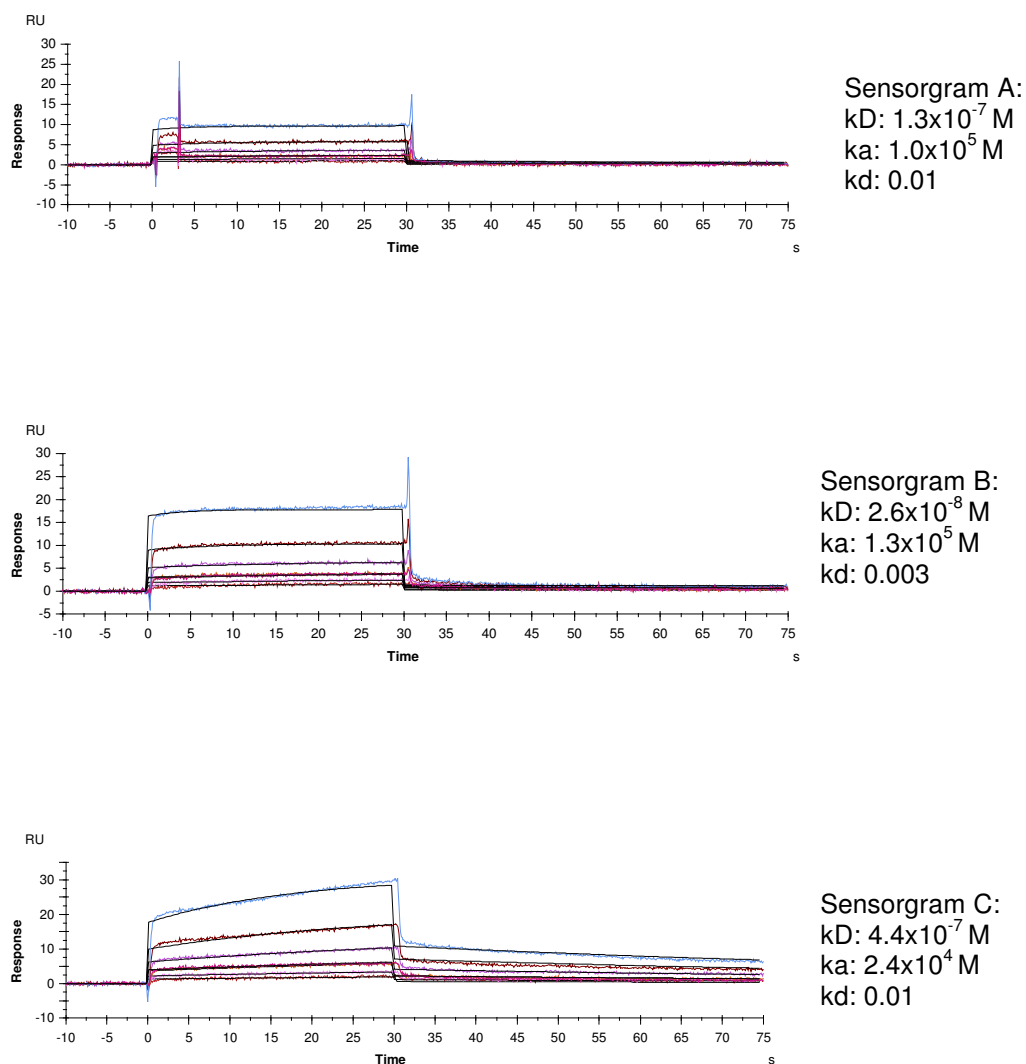 RU
30
25
20
15
10
5
0
-5
-10
Response
-10 -5 0 5 10 15 20 25 30 35 40 45 50 55 60 65 70 75
Time s
Sensorgram A:
kD: 1.3x10⁻⁷ M
ka: 1.0x10⁵ M
kd: 0.01
RU
30
25
20
15
10
5
0
-5
Response
-10 -5 0 5 10 15 20 25 30 35 40 45 50 55 60 65 70 75
Time s
Sensorgram B:
kD: 2.6x10⁻⁸ M
ka: 1.3x10⁵ M
kd: 0.003
RU
30
20
10
0
-10
Response
-10 -5 0 5 10 15 20 25 30 35 40 45 50 55 60 65 70 75
Time s
Sensorgram C:
kD: 4.4x10⁻⁷ M
ka: 2.4x10⁴ M
kd: 0.01